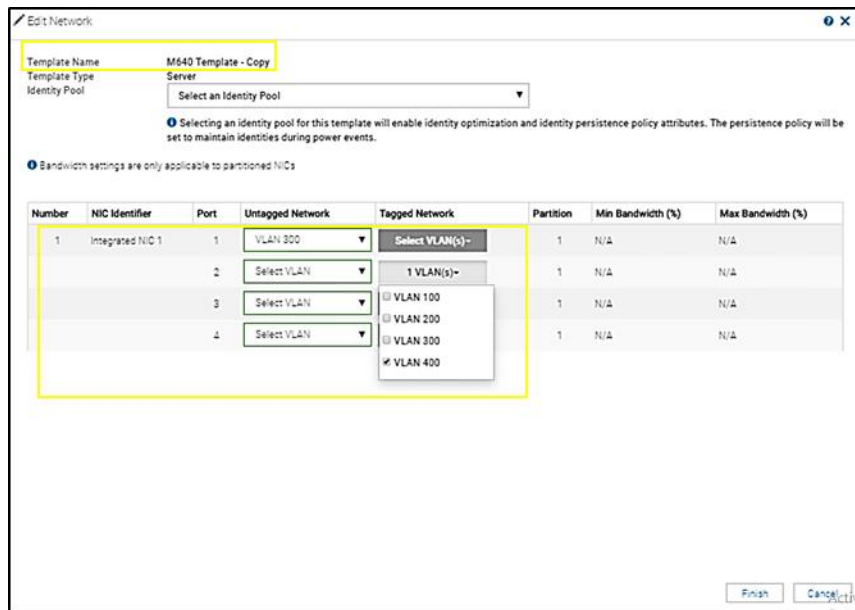 Edit Network
Template Name M640 Template - Copy
Template Type Server
Identity Pool Select an Identity Pool
Selecting an identity pool for this template will enable identity optimization and identity persistence policy attributes. The persistence policy will be
set to maintain identities during power events.
Bandwidth settings are only applicable to partitioned NICs
Number NIC Identifier Port Untagged Network Tagged Network Partition Min Bandwidth (%) Max Bandwidth (%)
1 Integrated NIC 1 1 VLAN 300 Select VLAN(s) 1 N/A N/A
2 Select VLAN 1 VLAN(s) 1 N/A N/A
3 Select VLAN VLAN 100 1 N/A N/A
VLAN 200
4 Select VLAN VLAN 300 1 N/A N/A
VLAN 400
Finish Cancel
Activ